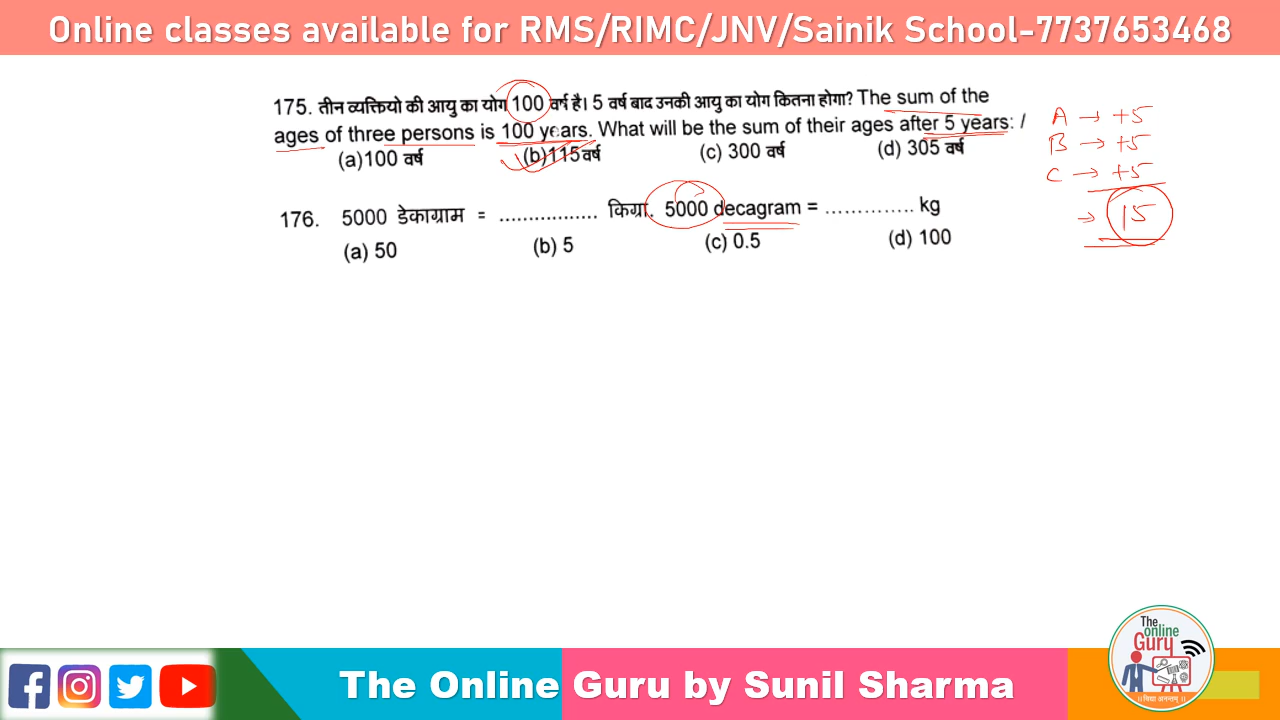 Online classes available for RMS/RIMC/JNV/Sainik School-7737653468
175. तीन व्यक्तियो की आयु का योग 100 वर्ष है। 5 वर्ष बाद उनकी आयु का योग कितना होगा? The sum of the
ages of three persons is 100 years. What will be the sum of their ages after 5 years: /
(a)100 वर्ष (b)115 वर्ष (c) 300 वर्ष (d) 305 वर्ष
A → +5
B → +5
C → +5
→ 15
176. 5000 डेकाग्राम = ................. किग्रा. 5000 decagram = .............. kg
(a) 50 (b) 5 (c) 0.5 (d) 100
The Online Guru by Sunil Sharma
The
online
Gury